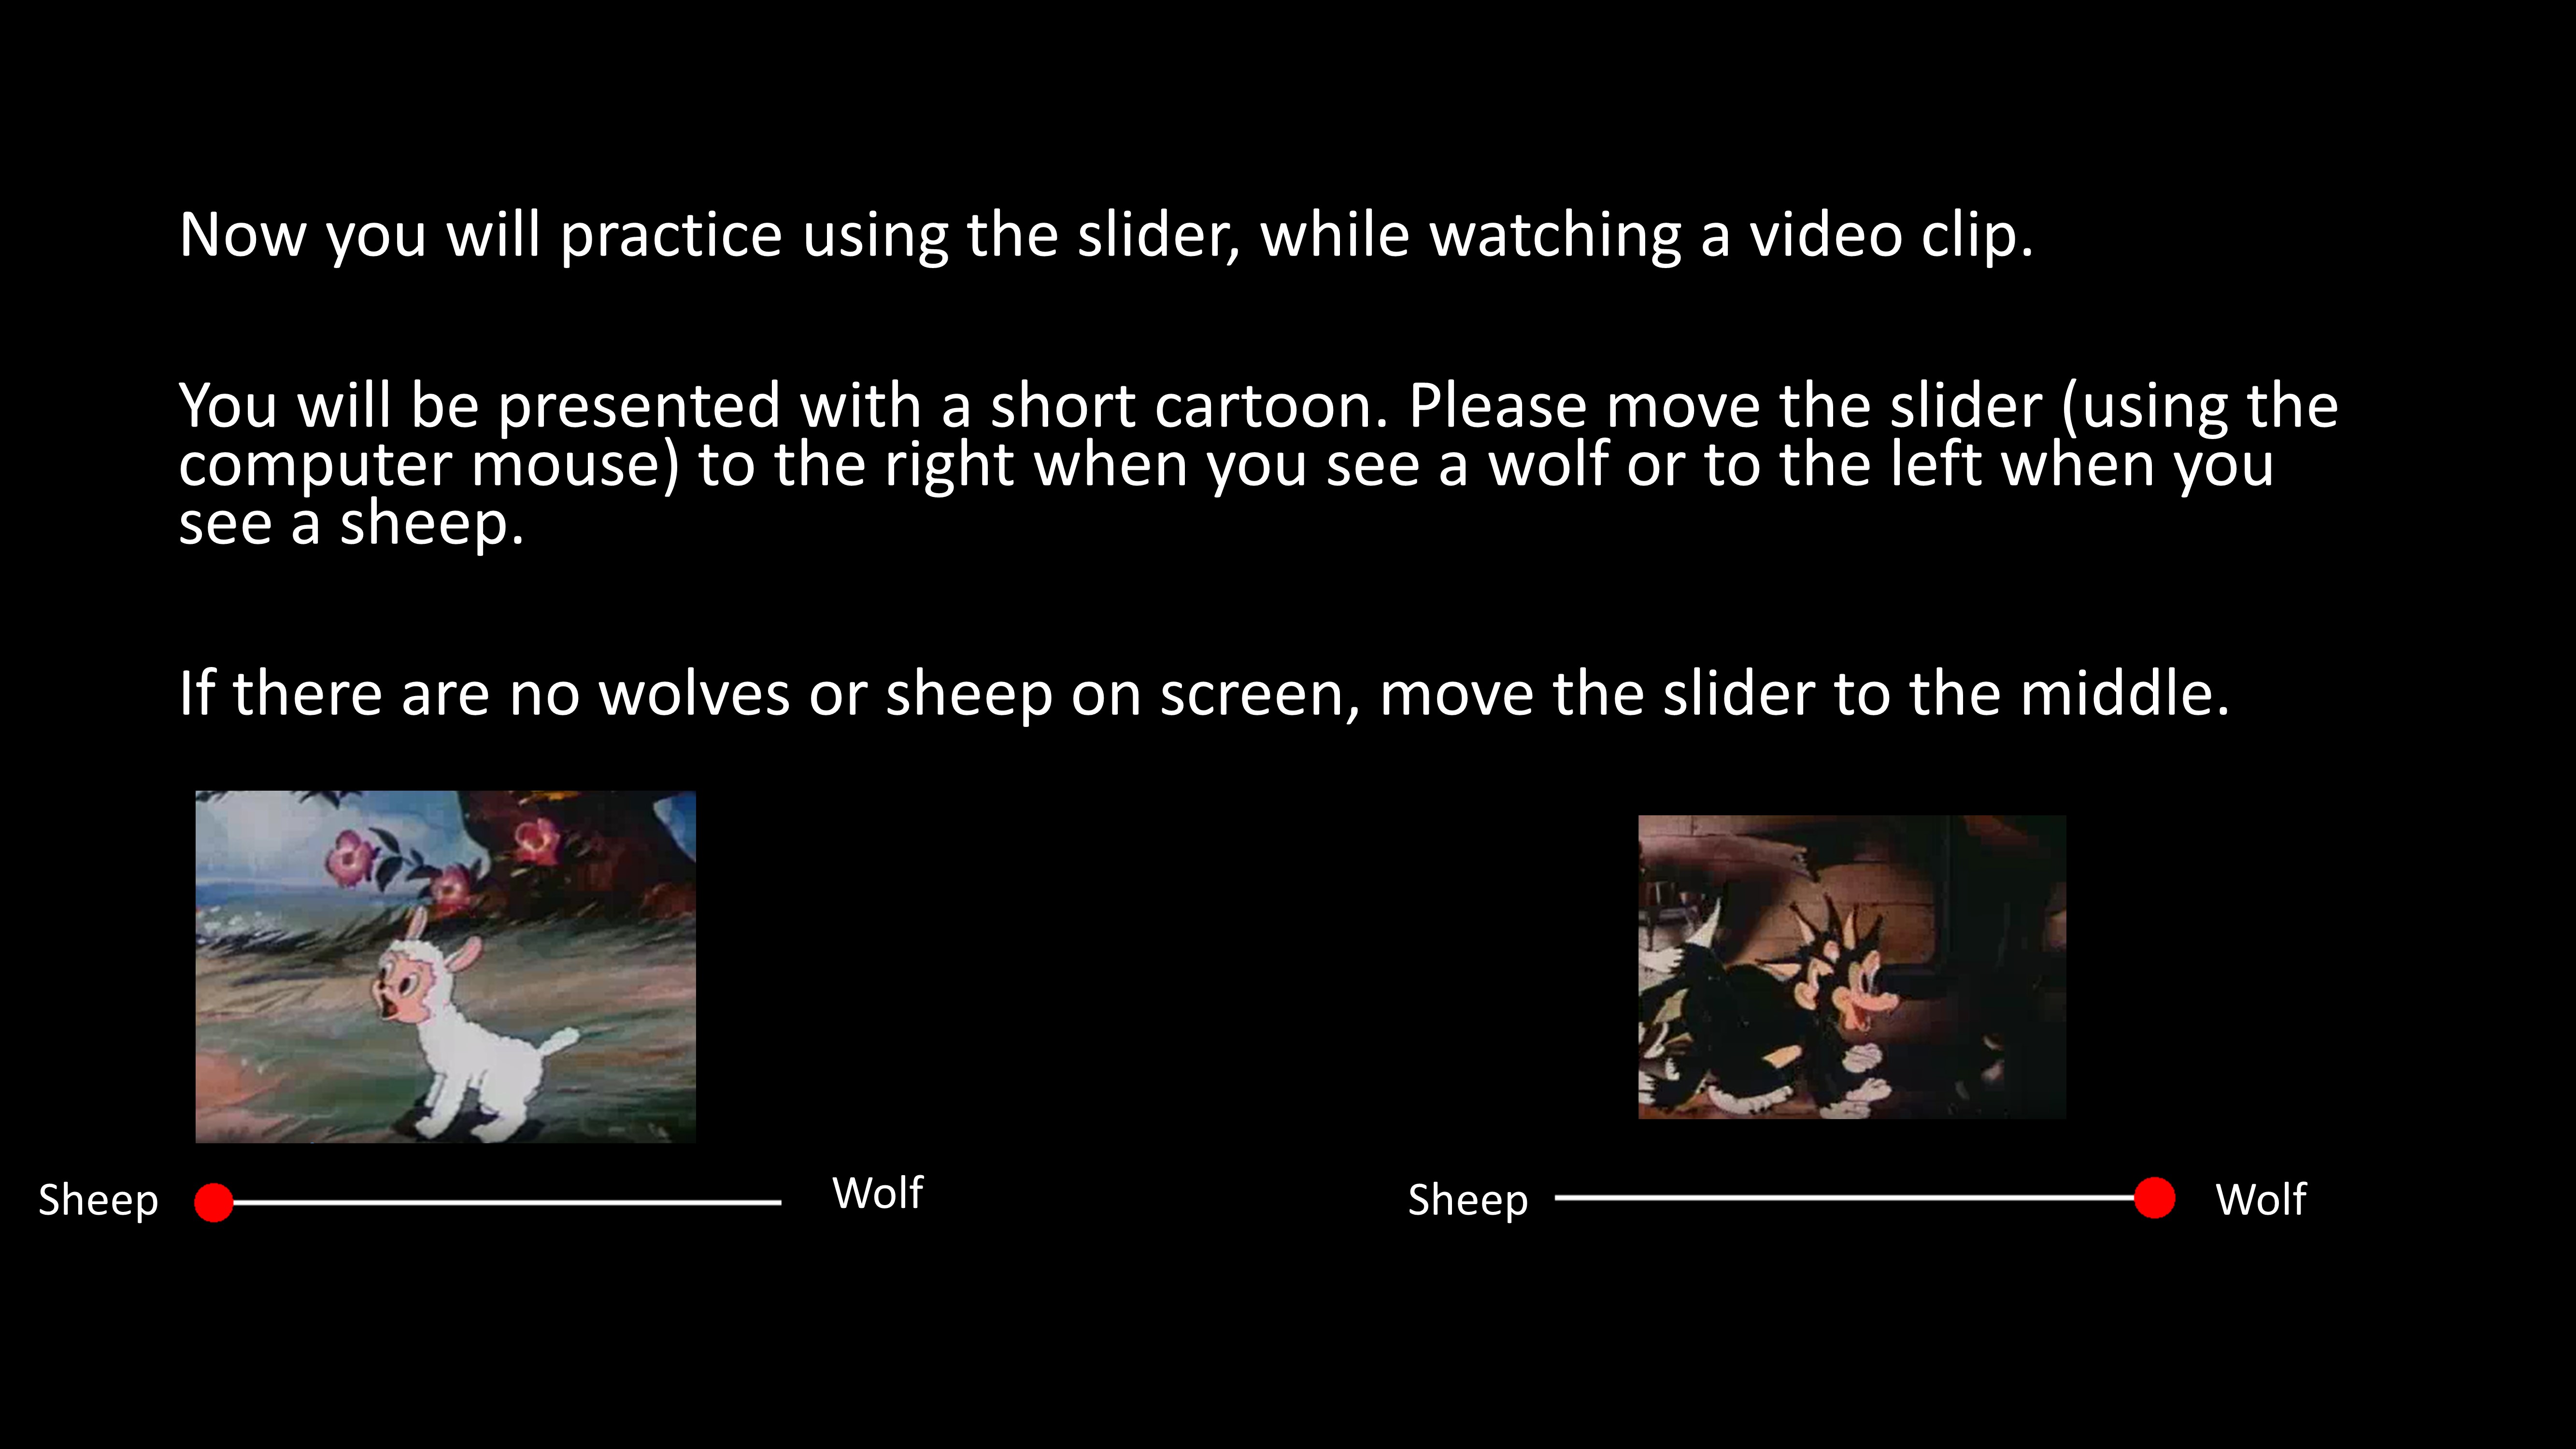 Now you will practice using the slider, while watching a video clip.
You will be presented with a short cartoon. Please move the slider (using the
computer mouse) to the right when you see a wolf or to the left when you
see a sheep.
If there are no wolves or sheep on screen, move the slider to the middle.
Sheep
Wolf
Sheep
Wolf